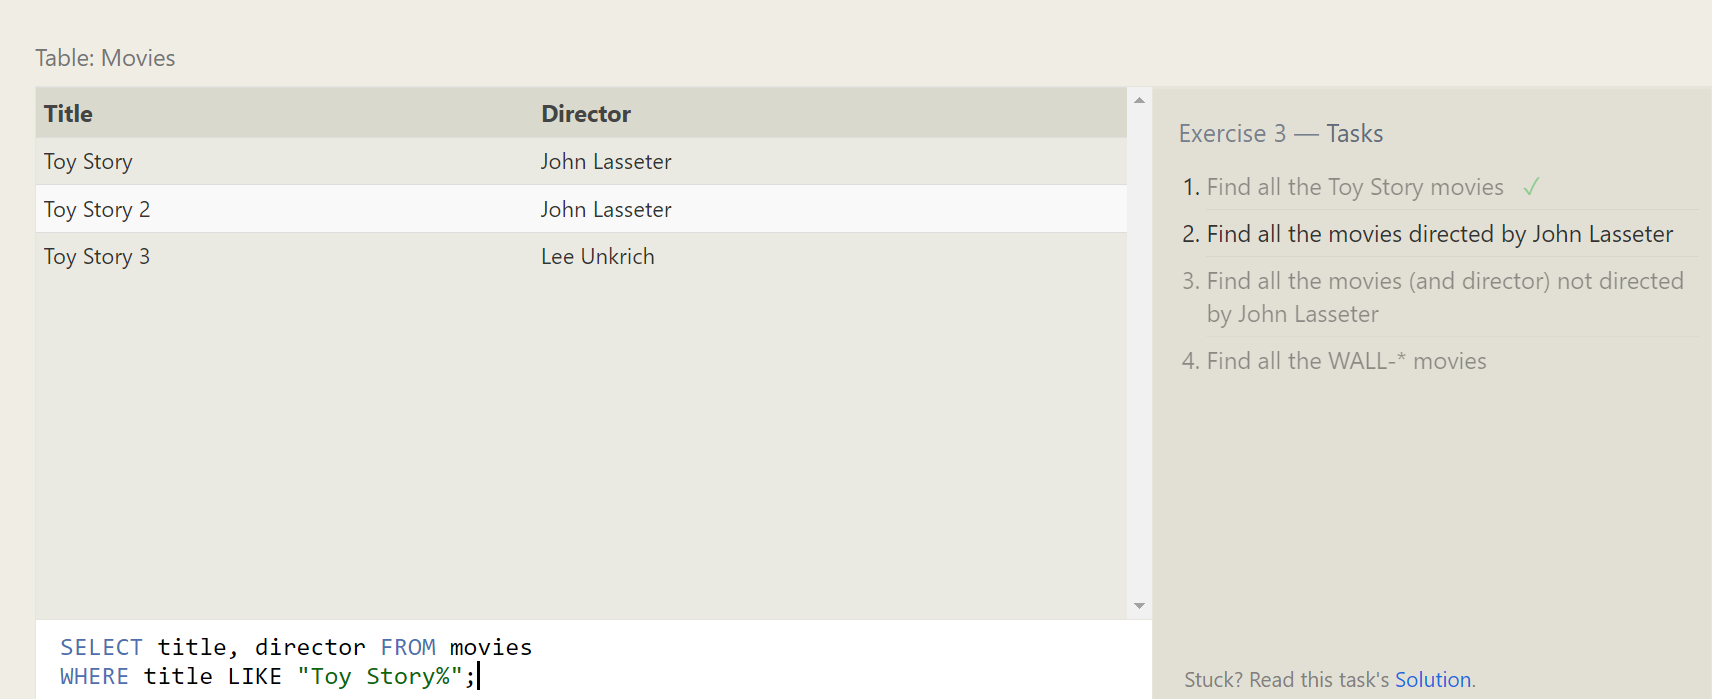 Table: Movies
Title Director
Toy Story John Lasseter
Toy Story 2 John Lasseter
Toy Story 3 Lee Unkrich
SELECT title, director FROM movies
WHERE title LIKE "Toy Story%";
Exercise 3 — Tasks
1. Find all the Toy Story movies ✓
2. Find all the movies directed by John Lasseter
3. Find all the movies (and director) not directed
by John Lasseter
4. Find all the WALL-* movies
Stuck? Read this task's Solution.